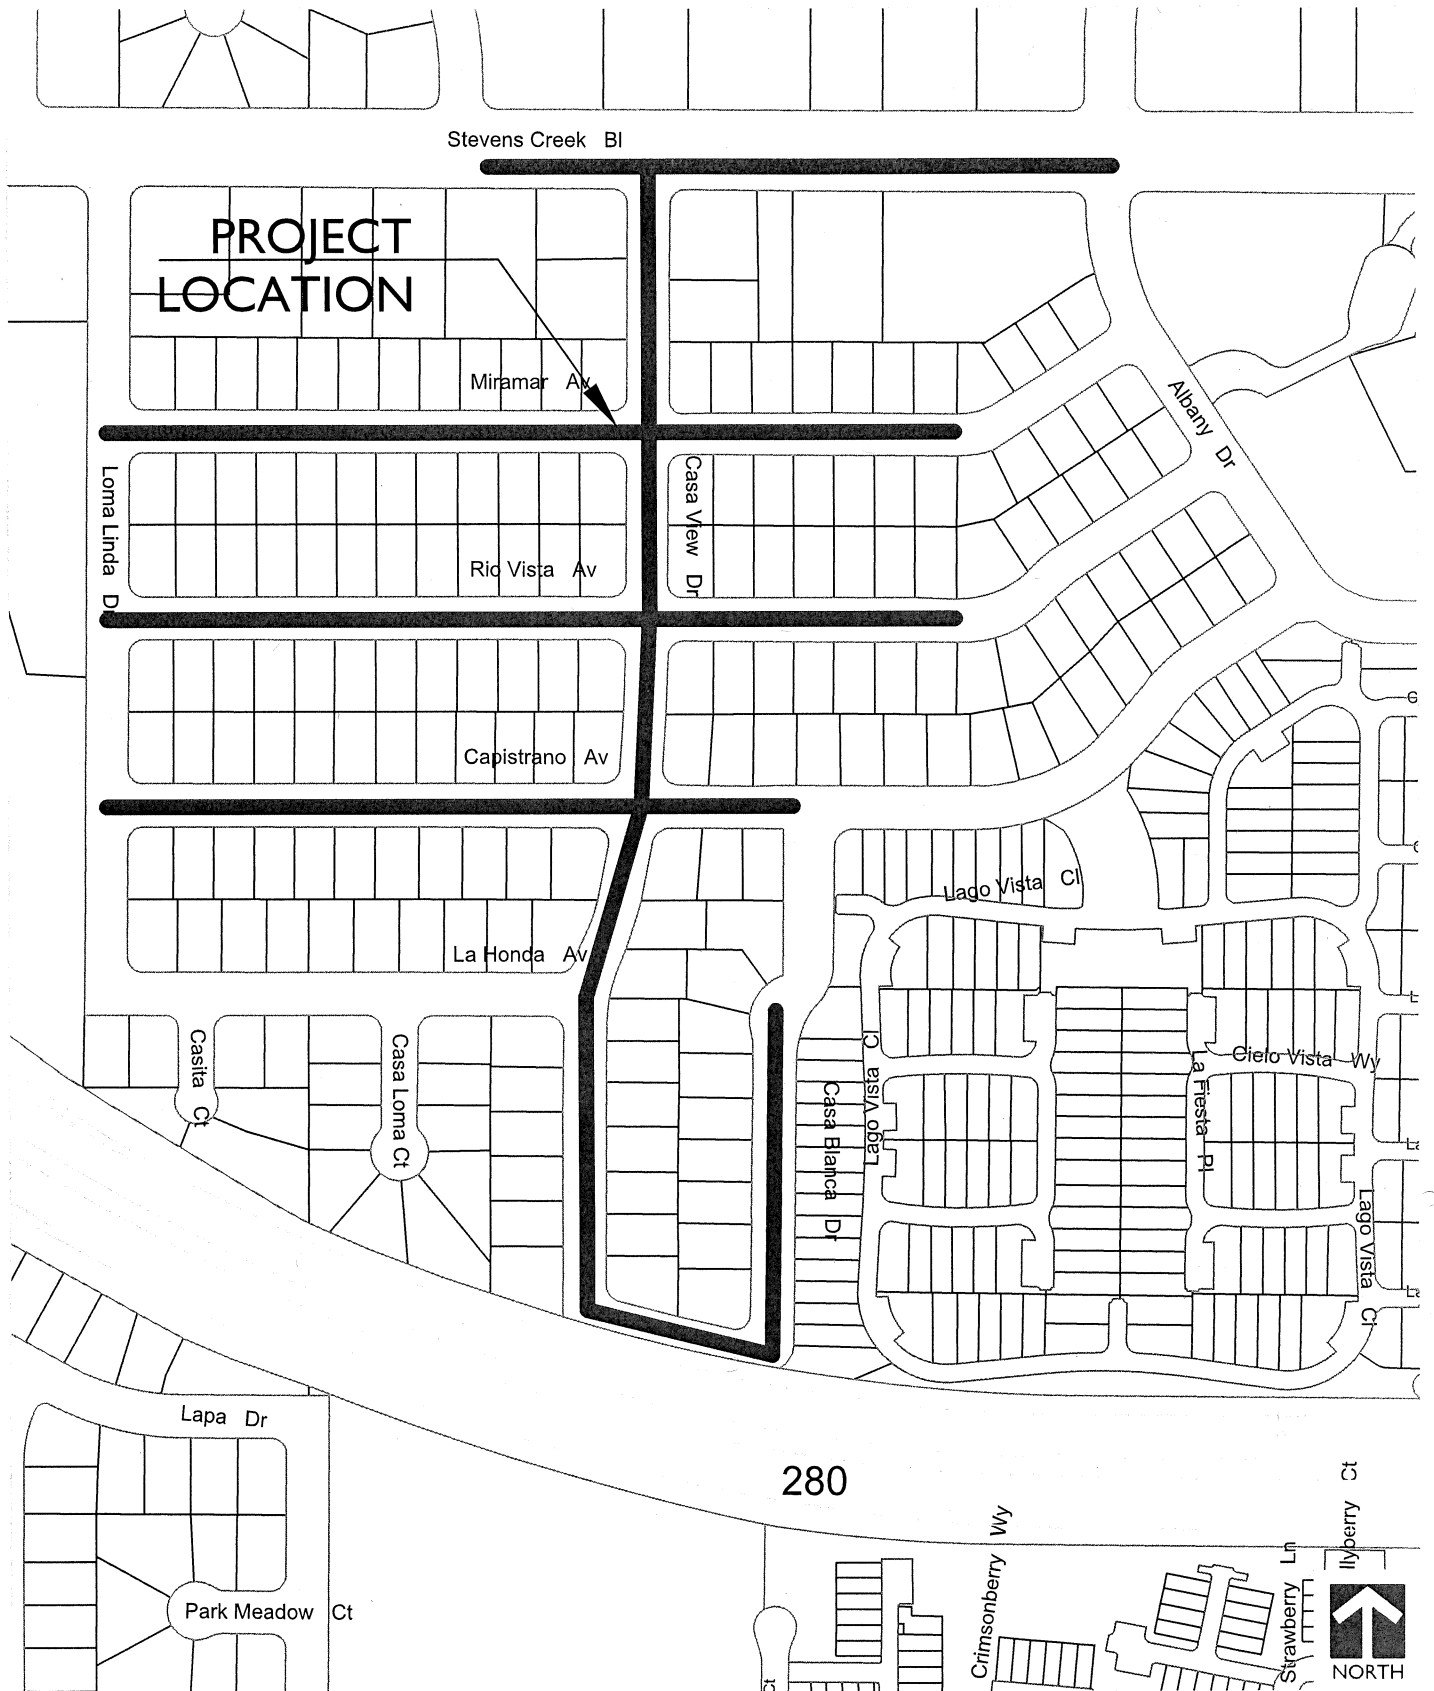 Stevens Creek Bl
PROJECT
LOCATION
Miramar Av
Albany Dr
Loma Linda Dr
Casa View Dr
Rio Vista Av
Capistrano Av
Lago Vista Cl
La Honda Av
Casita Ct
Casa Loma Ct
Casa Blanca Dr
Lago Vista Cl
La Fiesta Pl
Cielo Vista Wy
Lago Vista Cl
Lapa Dr
280
Park Meadow Ct
Crimsonberry Wy
Strawberry Ln
llyberry Ct
Ct
NORTH